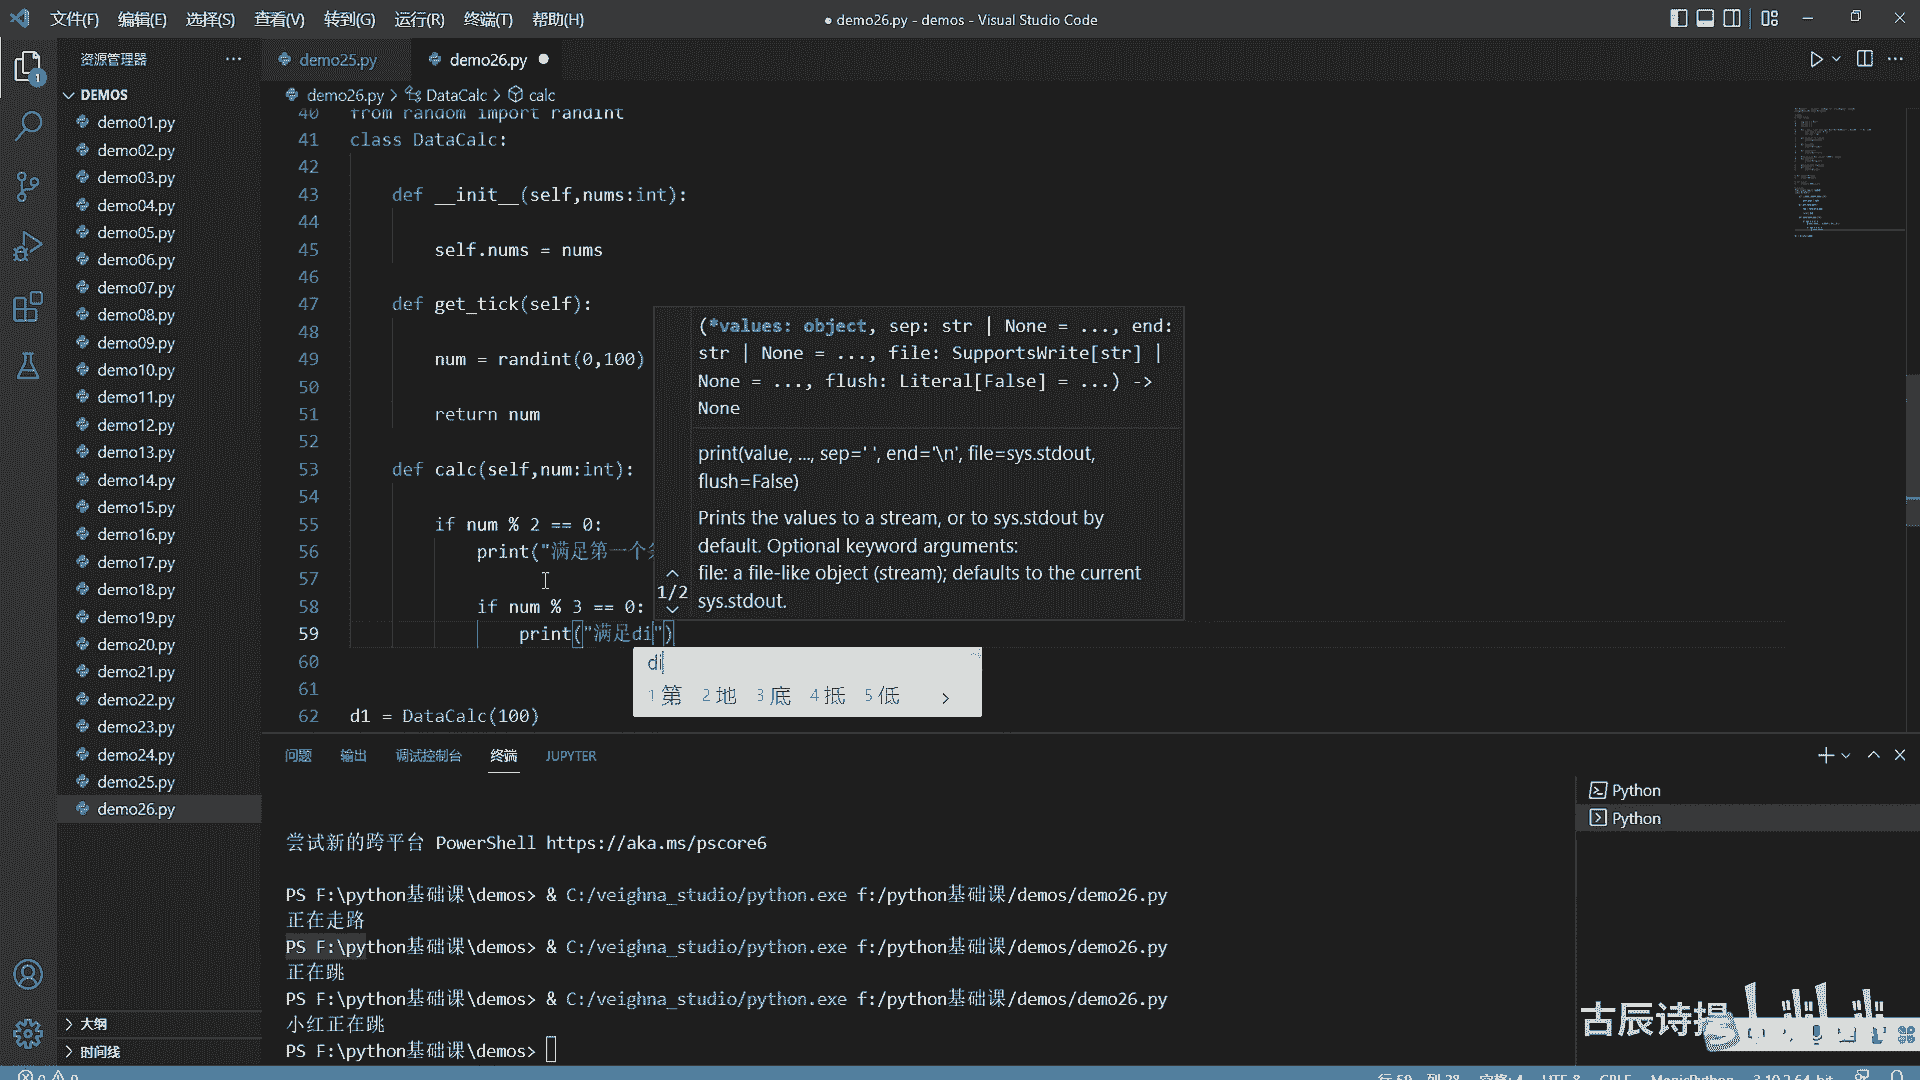 文件(F) 编辑(E) 选择(S) 查看(V) 转到(G) 运行(R) 终端(T) 帮助(H)
● demo26.py - demos - Visual Studio Code
资源管理器
demo25.py
demo26.py
DEMOS
demo26.py > DataCalc > calc
demo01.py
demo02.py
demo03.py
demo04.py
demo05.py
demo06.py
demo07.py
demo08.py
demo09.py
demo10.py
demo11.py
demo12.py
demo13.py
demo14.py
demo15.py
demo16.py
demo17.py
demo18.py
demo19.py
demo20.py
demo21.py
demo22.py
demo23.py
demo24.py
demo25.py
demo26.py
大纲
时间线
1
40 from random import randint
41 class DataCalc:
42
43 def __init__(self,nums:int):
44
45 self.nums = nums
46
47 def get_tick(self):
48
49 num = randint(0,100)
50
51 return num
52
53 def calc(self,num:int):
54
55 if num % 2 == 0:
56 print("满足第一个
57
58 if num % 3 == 0:
59 print("满足di")
60
61
62 d1 = DataCalc(100)
(*values: object, sep: str | None = ..., end:
str | None = ..., file: SupportsWrite[str] |
None = ..., flush: Literal[False] = ...) ->
None
print(value, ..., sep=' ', end='\n', file=sys.stdout,
flush=False)
Prints the values to a stream, or to sys.stdout by
default. Optional keyword arguments:
file: a file-like object (stream); defaults to the current
sys.stdout.
1/2
di
1 第 2 地 3 底 4 抵 5 低
问题 输出 调试控制台 终端 JUPYTER
Python
Python
尝试新的跨平台 PowerShell https://aka.ms/pscore6
PS F:\python基础课\demos> & C:/veighna_studio/python.exe f:/python基础课/demos/demo26.py
正在走路
PS F:\python基础课\demos> & C:/veighna_studio/python.exe f:/python基础课/demos/demo26.py
正在跳
PS F:\python基础课\demos> & C:/veighna_studio/python.exe f:/python基础课/demos/demo26.py
小红正在跳
PS F:\python基础课\demos>
古辰诗提